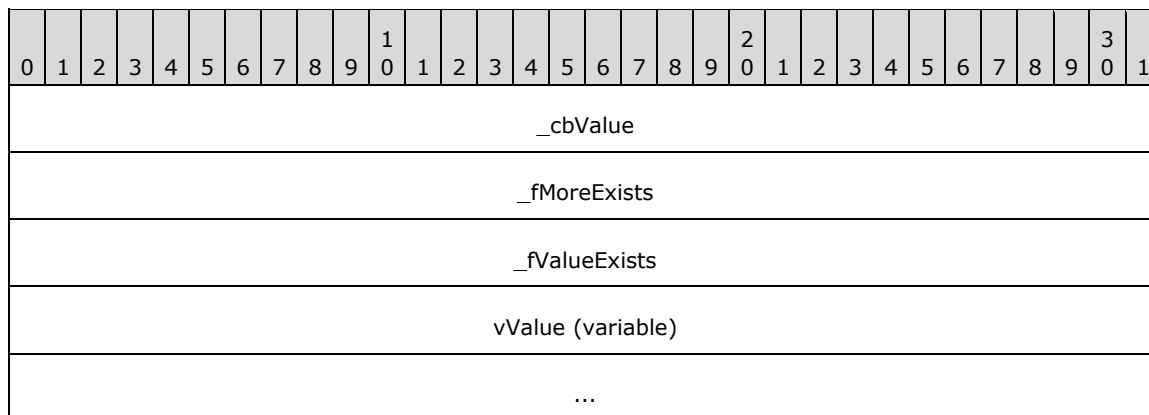 1 2 3
0 1 2 3 4 5 6 7 8 9 0 1 2 3 4 5 6 7 8 9 0 1 2 3 4 5 6 7 8 9 0 1
_cbValue
_fMoreExists
_fValueExists
vValue (variable)
...